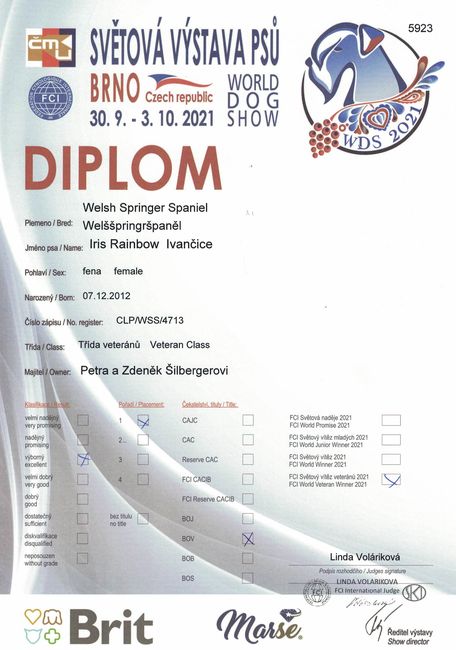 5923
ČMKU
FCI
SVĚTOVÁ VÝSTAVA PSŮ
BRNO Czech republic WORLD DOG SHOW
30. 9. - 3. 10. 2021
WDS 2021
DIPLOM
Welsh Springer Spaniel
Plemeno / Bred: Welššpringršpaněl
Jméno psa / Name: Iris Rainbow Ivančice
Pohlaví / Sex: fena female
Narozený / Born: 07.12.2012
Číslo zápisu / No. register: CLP/WSS/4713
Třída / Class: Třída veteránů Veteran Class
Majitel / Owner: Petra a Zdeněk Šilbergerovi
Klasifikace / Result: Pořadí / Placement: Čekatelství, tituly / Title:
velmi nadějný 1 CAJC FCI Světová naděje 2021
very promising FCI World Promise 2021
nadějný 2.. CAC FCI Světový vítěz mladých 2021
promising FCI World Junior Winner 2021
výborný 3 Reserve CAC FCI Světový vítěz 2021
excellent FCI World Winner 2021
velmi dobrý 4 FCI CACIB FCI Světový vítěz veteránů 2021
very good FCI World Veteran Winner 2021
dobrý FCI Reserve CACIB
good
dostatečný bez titulu BOJ
sufficient no title
diskvalifikace BOV
disqualified
neposouzen BOB
without grade
BOS
Linda Voláriková
Podpis rozhodčího / Judges signature
LINDA VOLARIKOVA
FCI International Judge
FCI
SKJ
Ředitel výstavy
Show director
Brit
Marse